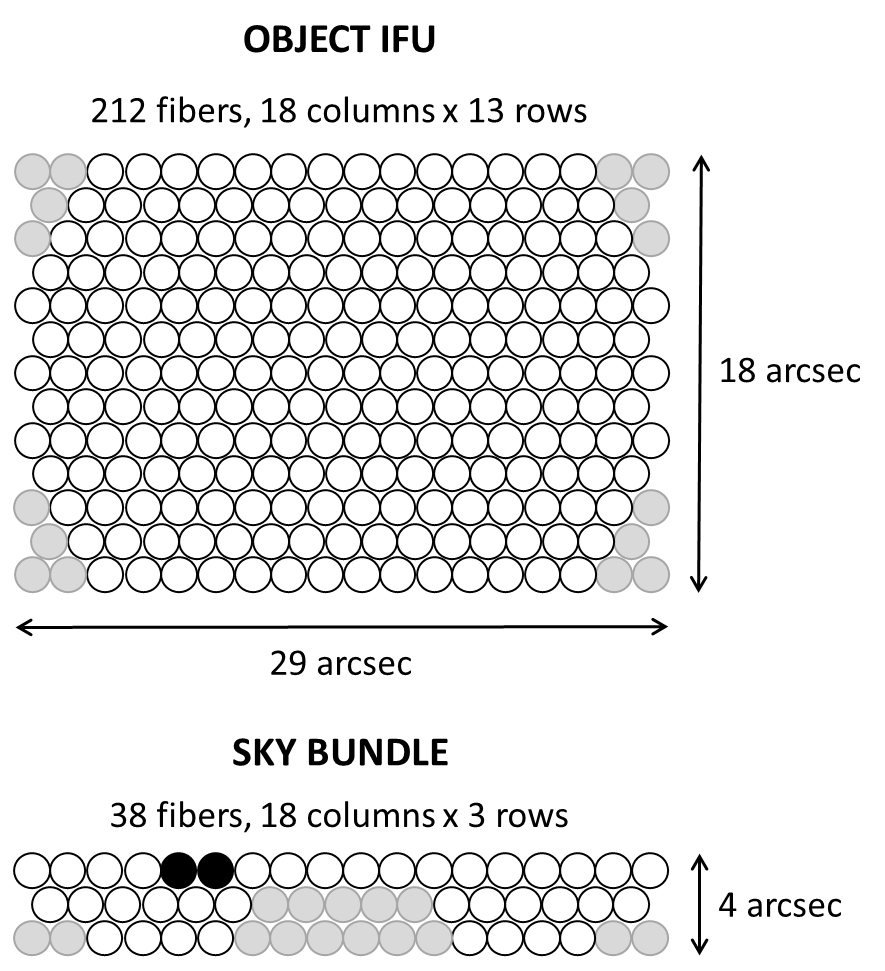 OBJECT IFU
212 fibers, 18 columns x 13 rows
18 arcsec
29 arcsec
SKY BUNDLE
38 fibers, 18 columns x 3 rows
4 arcsec